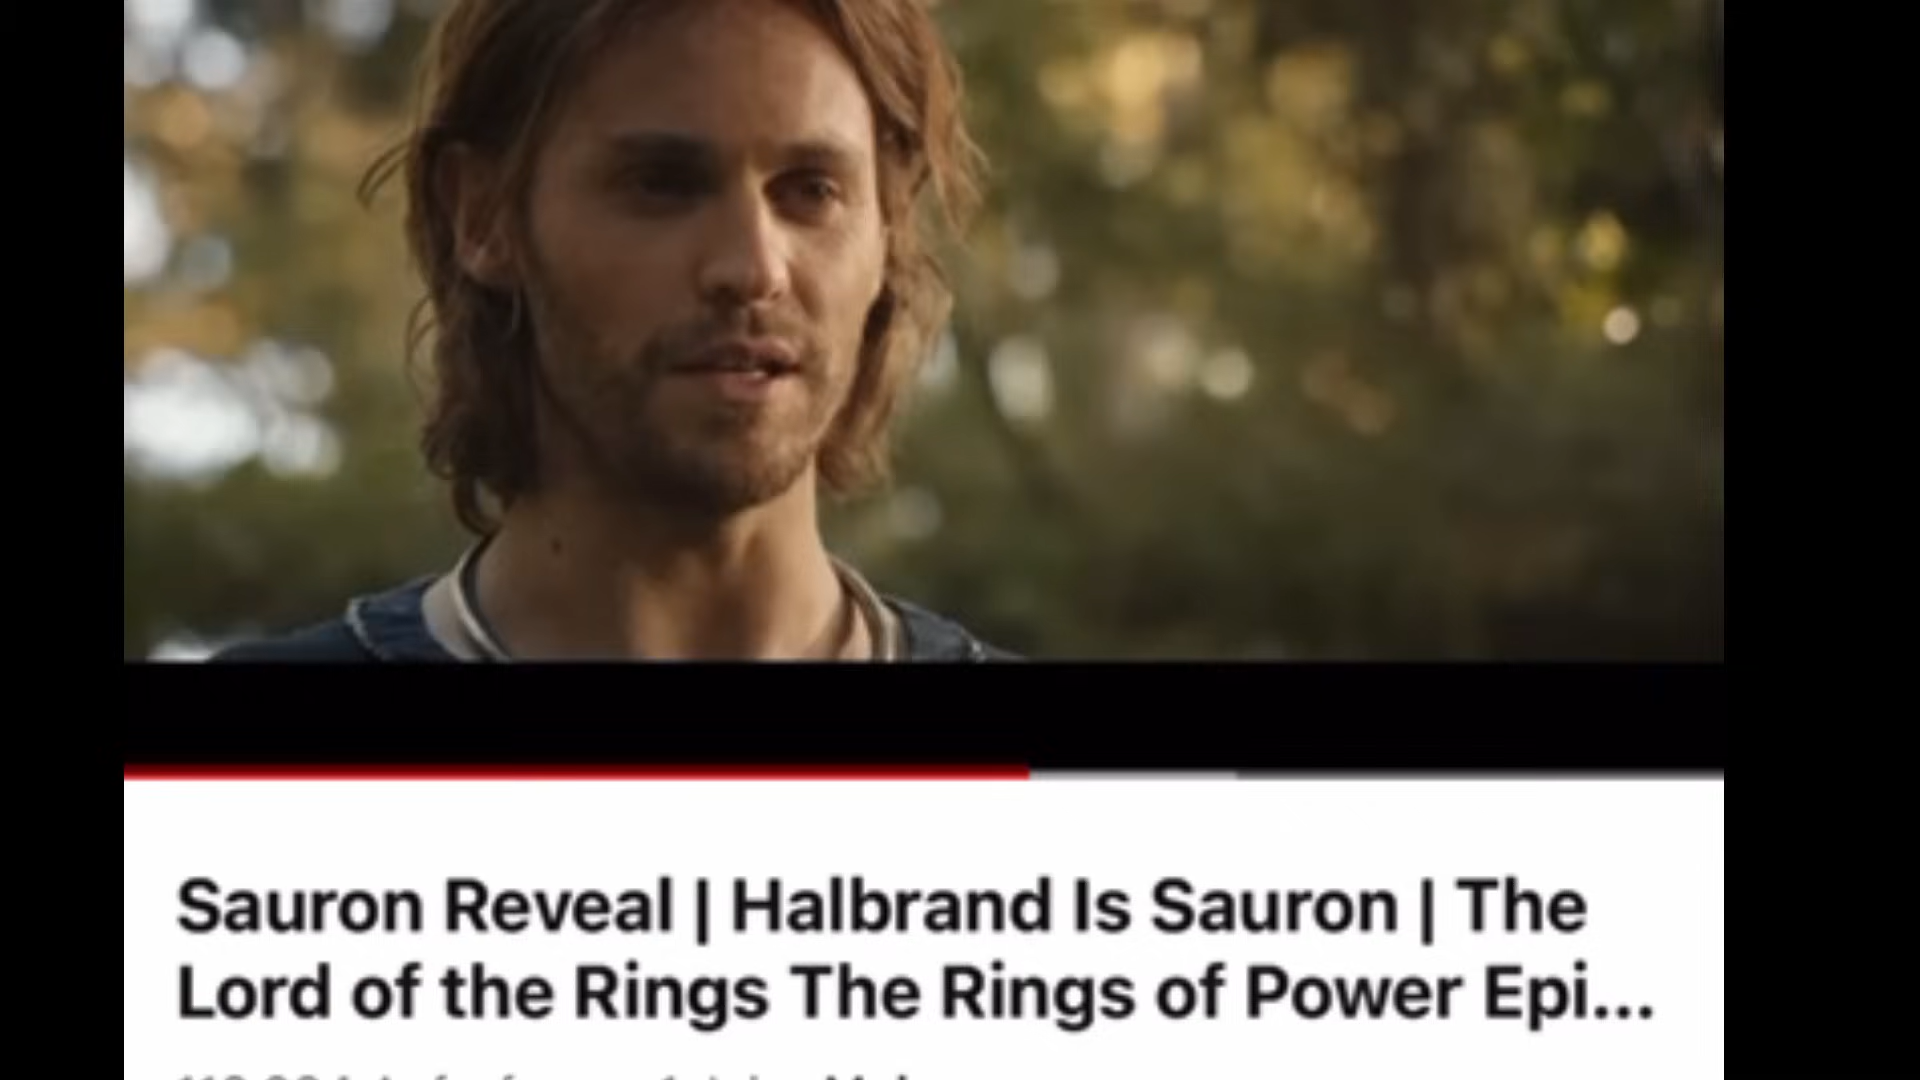 Sauron Reveal | Halbrand Is Sauron | The
Lord of the Rings The Rings of Power Epi...